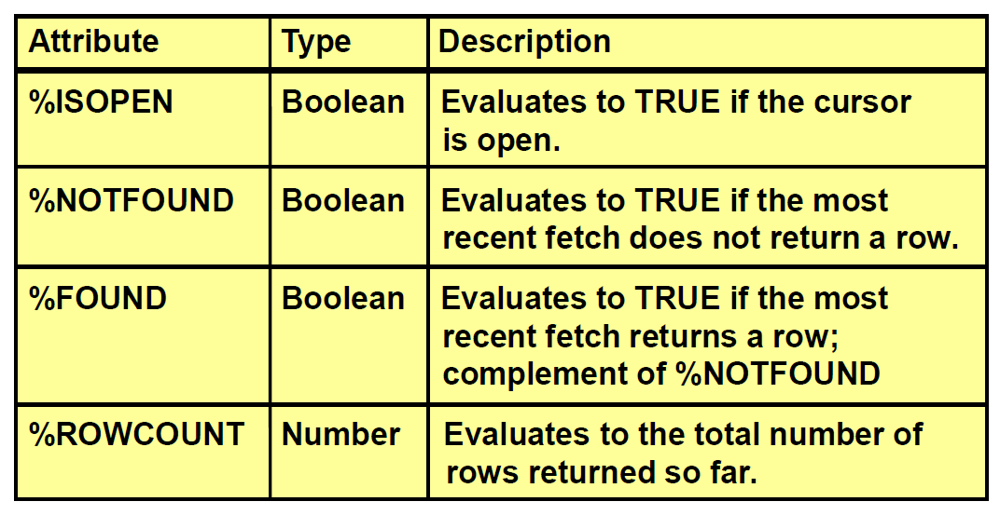 Attribute Type Description
%ISOPEN Boolean Evaluates to TRUE if the cursor
is open.
%NOTFOUND Boolean Evaluates to TRUE if the most
recent fetch does not return a row.
%FOUND Boolean Evaluates to TRUE if the most
recent fetch returns a row;
complement of %NOTFOUND
%ROWCOUNT Number Evaluates to the total number of
rows returned so far.